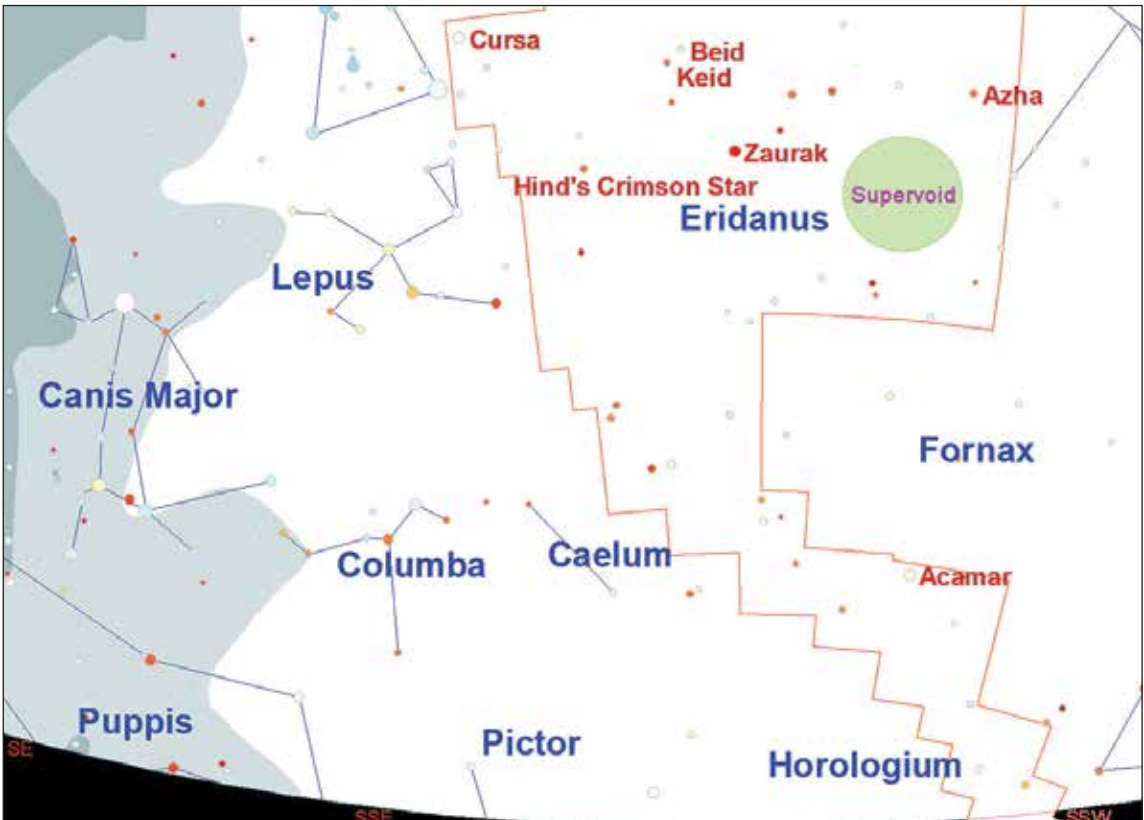 Cursa
Beid
Keid
Azha
Zaurak
Hind's Crimson Star
Supervoid
Eridanus
Lepus
Canis Major
Fornax
Columba
Caelum
Acamar
Puppis
Pictor
Horologium
SE
SSE
SSW